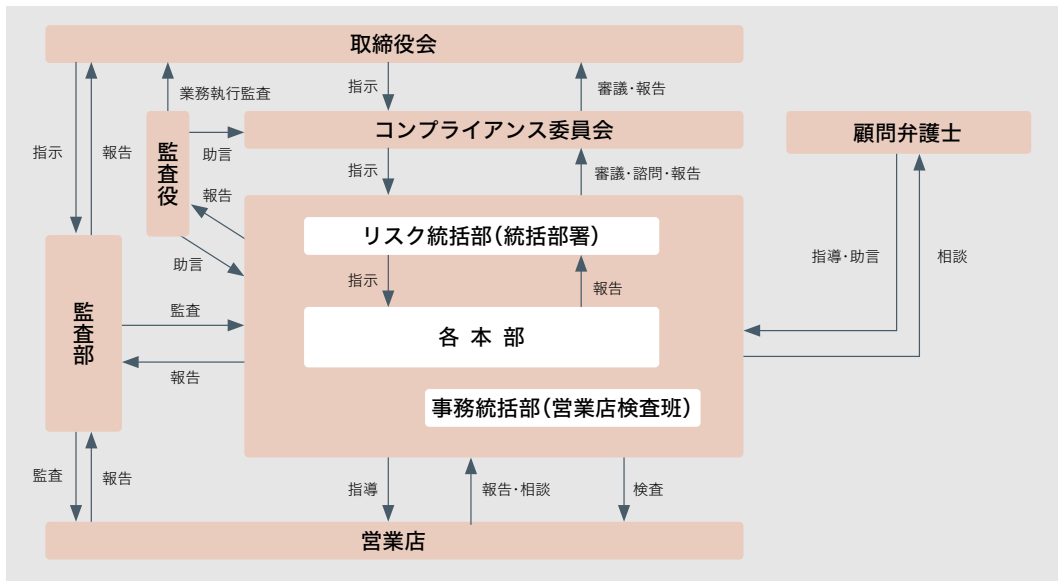 取締役会
業務執行監査
指示
審議・報告
コンプライアンス委員会
顧問弁護士
監査役
助言
指示
報告
指示
審議・諮問・報告
報告
リスク統括部(統括部署)
助言
指示
報告
指導・助言
相談
監査部
監査
各本部
報告
事務統括部(営業店検査班)
監査
報告
指導
報告・相談
検査
営業店